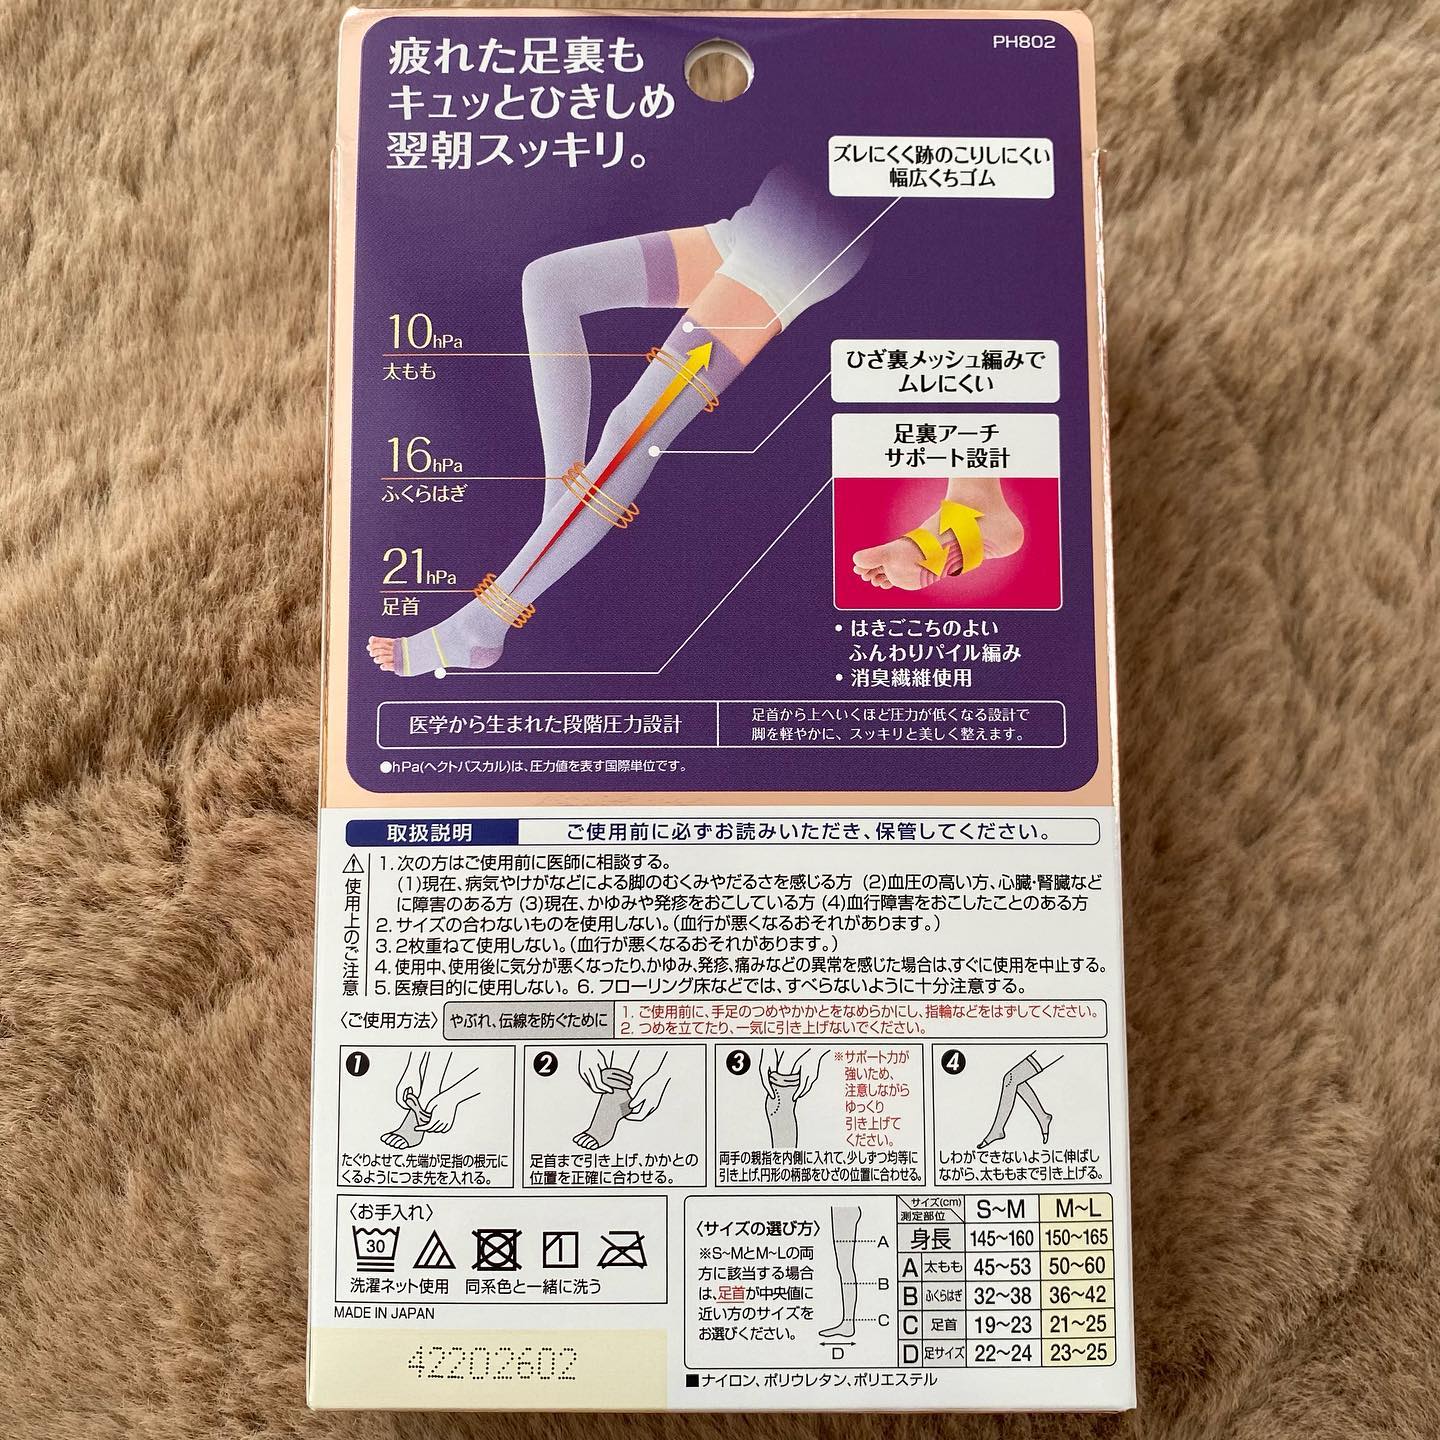 疲れた足裏も
キュッとひきしめ
翌朝スッキリ。
PH802
ズレにくく跡のこりしにくい
幅広くちゴム
10hPa
太もも
ひざ裏メッシュ編みで
ムレにくい
16hPa
ふくらはぎ
足裏アーチ
サポート設計
21hPa
足首
• はきごこちのよい
ふんわりパイル編み
• 消臭繊維使用
医学から生まれた段階圧力設計
足首から上へいくほど圧力が低くなる設計で
脚を軽やかに、スッキリと美しく整えます。
●hPa(ヘクトパスカル)は、圧力値を表す国際単位です。
取扱説明
ご使用前に必ずお読みいただき、保管してください。
⚠使用上のご注意
1. 次の方はご使用前に医師に相談する。
(1)現在、病気やけがなどによる脚のむくみやだるさを感じる方 (2)血圧の高い方、心臓・腎臓など
に障害のある方 (3)現在、かゆみや発疹をおこしている方 (4)血行障害をおこしたことのある方
2. サイズの合わないものを使用しない。(血行が悪くなるおそれがあります。)
3. 2枚重ねて使用しない。(血行が悪くなるおそれがあります。)
4. 使用中、使用後に気分が悪くなったり、かゆみ、発疹、痛みなどの異常を感じた場合は、すぐに使用を中止する。
5. 医療目的に使用しない。 6. フローリング床などでは、すべらないように十分注意する。
〈ご使用方法〉
やぶれ、伝線を防ぐために
1. ご使用前に、手足のつめやかかとをなめらかにし、指輪などをはずしてください。
2. つめを立てたり、一気に引き上げないでください。
1
たぐりよせて、先端が足指の根元に
くるようにつま先を入れる。
2
足首まで引き上げ、かかとの
位置を正確に合わせる。
3
※サポート力が
強いため、
注意しながら
ゆっくり
引き上げて
ください。
両手の親指を内側に入れて、少しずつ均等に
引き上げ、円形の柄部をひざの位置に合わせる。
4
しわができないように伸ばし
ながら、太ももまで引き上げる。
〈お手入れ〉
30
洗濯ネット使用 同系色と一緒に洗う
MADE IN JAPAN
42202602
〈サイズの選び方〉
※S~MとM~Lの両
方に該当する場合
は、足首が中央値に
近い方のサイズを
お選びください。
A
B
C
D
サイズ(cm)
測定部位
S~M M~L
身長 145~160 150~165
A 太もも 45~53 50~60
B ふくらはぎ 32~38 36~42
C 足首 19~23 21~25
D 足サイズ 22~24 23~25
■ナイロン、ポリウレタン、ポリエステル